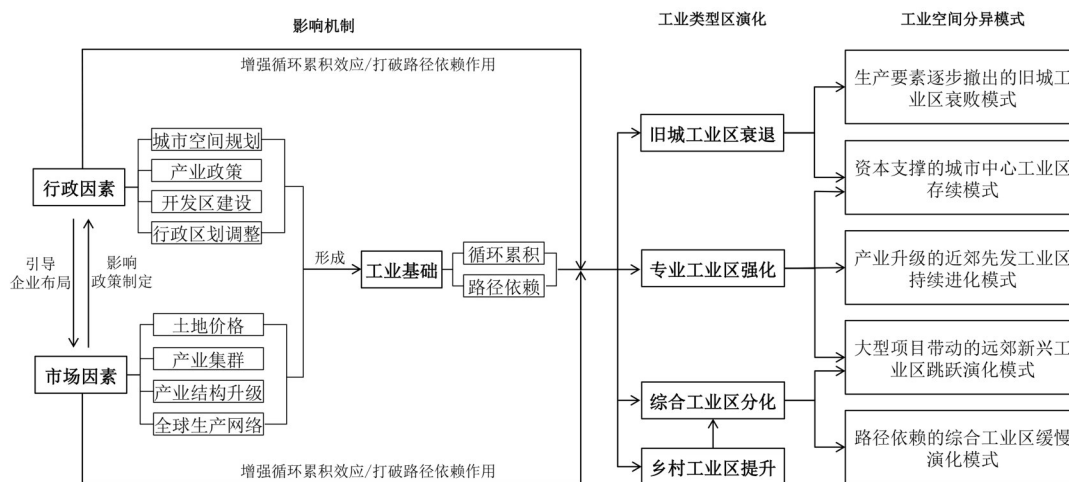 影响机制
工业类型区演化
工业空间分异模式
增强循环累积效应/打破路径依赖作用
行政因素
城市空间规划
产业政策
开发区建设
行政区划调整
引导
企业布局
影响
政策制定
市场因素
土地价格
产业集群
产业结构升级
全球生产网络
形成
工业基础
循环累积
路径依赖
增强循环累积效应/打破路径依赖作用
旧城工业区衰退
专业工业区强化
综合工业区分化
乡村工业区提升
生产要素逐步撤出的旧城工
业区衰败模式
资本支撑的城市中心工业区
存续模式
产业升级的近郊先发工业区
持续进化模式
大型项目带动的远郊新兴工
业区跳跃演化模式
路径依赖的综合工业区缓慢
演化模式